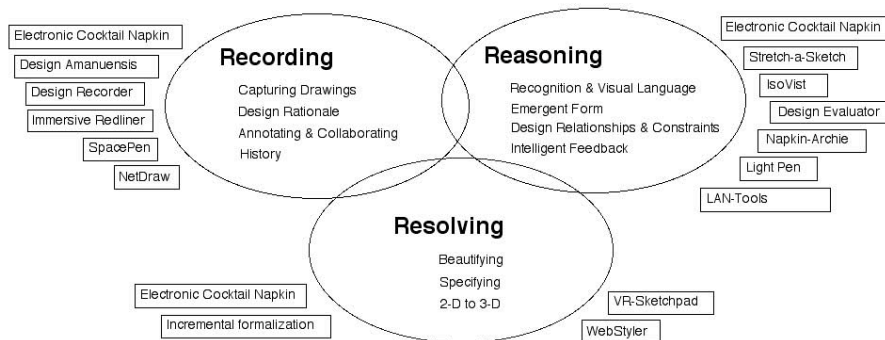 Electronic Cocktail Napkin
Design Amanuensis
Design Recorder
Immersive Redliner
SpacePen
NetDraw
Recording
Capturing Drawings
Design Rationale
Annotating & Collaborating
History
Reasoning
Recognition & Visual Language
Emergent Form
Design Relationships & Constraints
Intelligent Feedback
Electronic Cocktail Napkin
Stretch-a-Sketch
IsoVist
Design Evaluator
Napkin-Archie
Light Pen
LAN-Tools
Resolving
Beautifying
Specifying
2-D to 3-D
Electronic Cocktail Napkin
Incremental formalization
VR-Sketchpad
WebStyler